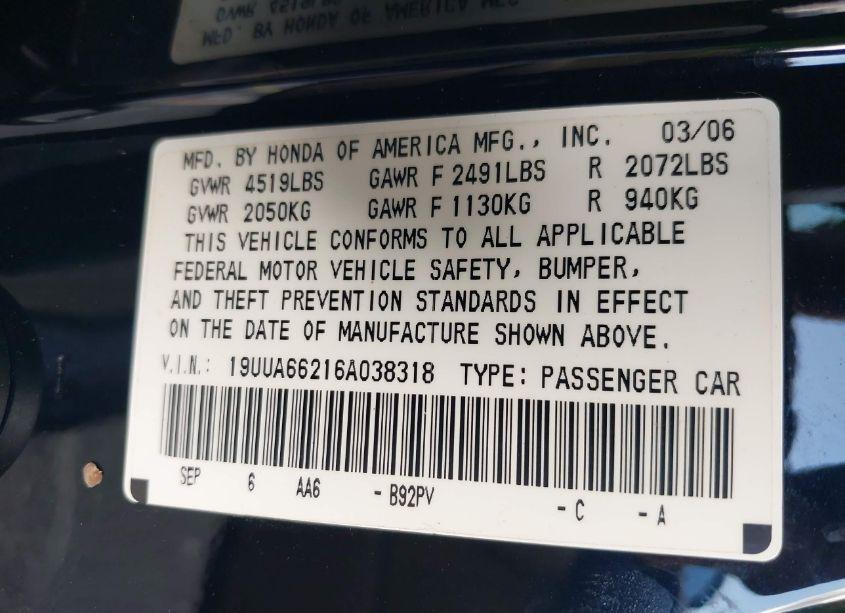 MFD. BY HONDA OF AMERICA MFG., INC. 03/06
GVWR 4519LBS GAWR F 2491LBS R 2072LBS
GVWR 2050KG GAWR F 1130KG R 940KG
THIS VEHICLE CONFORMS TO ALL APPLICABLE
FEDERAL MOTOR VEHICLE SAFETY, BUMPER,
AND THEFT PREVENTION STANDARDS IN EFFECT
ON THE DATE OF MANUFACTURE SHOWN ABOVE.
V.I.N.: 19UUA66216A038318 TYPE: PASSENGER CAR
SEP 6 AA6 - B92PV - C - A